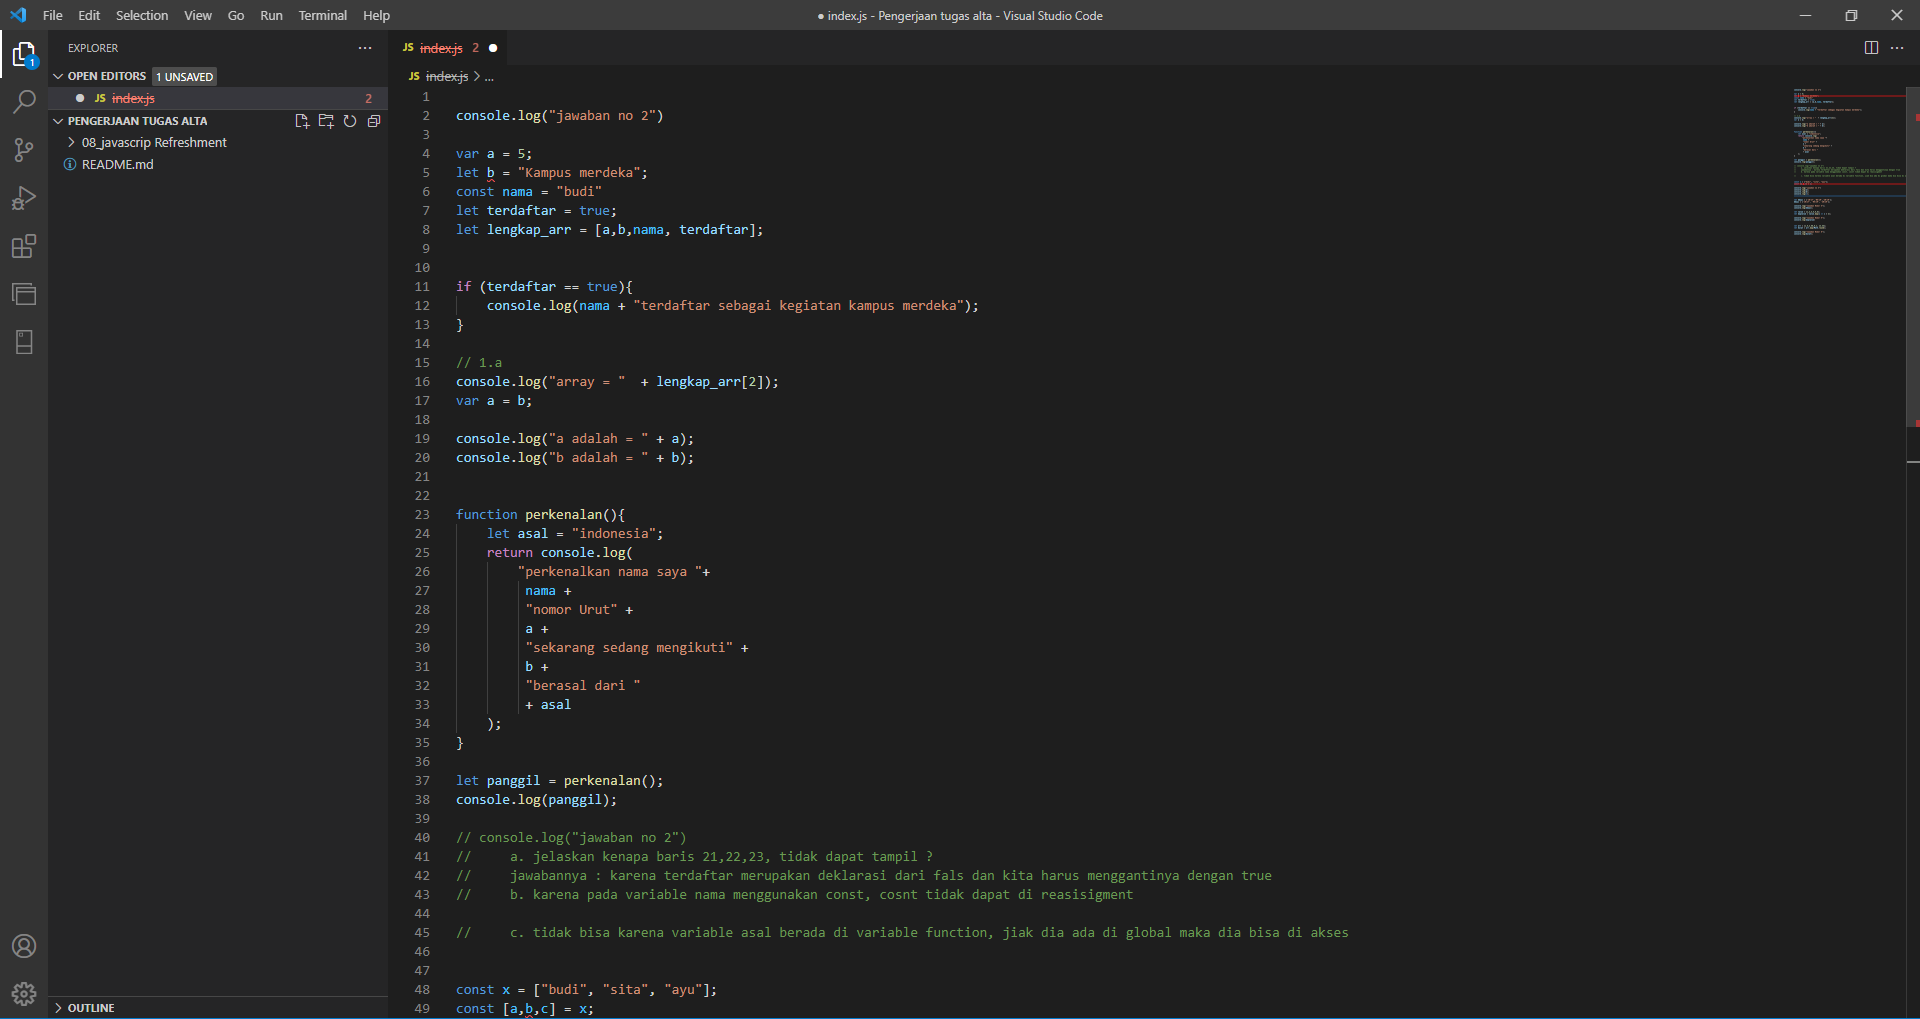 File Edit Selection View Go Run Terminal Help
● index.js - Pengerjaan tugas alta - Visual Studio Code
EXPLORER
OPEN EDITORS 1 UNSAVED
JS index.js 2
PENGERJAAN TUGAS ALTA
08_javascrip Refreshment
README.md
OUTLINE
1
JS index.js 2
JS index.js > ...
1
2 console.log("jawaban no 2")
3
4 var a = 5;
5 let b = "Kampus merdeka";
6 const nama = "budi"
7 let terdaftar = true;
8 let lengkap_arr = [a,b,nama, terdaftar];
9
10
11 if (terdaftar == true){
12 console.log(nama + "terdaftar sebagai kegiatan kampus merdeka");
13 }
14
15 // 1.a
16 console.log("array = " + lengkap_arr[2]);
17 var a = b;
18
19 console.log("a adalah = " + a);
20 console.log("b adalah = " + b);
21
22
23 function perkenalan(){
24 let asal = "indonesia";
25 return console.log(
26 "perkenalkan nama saya "+
27 nama +
28 "nomor Urut" +
29 a +
30 "sekarang sedang mengikuti" +
31 b +
32 "berasal dari "
33 + asal
34 );
35 }
36
37 let panggil = perkenalan();
38 console.log(panggil);
39
40 // console.log("jawaban no 2")
41 // a. jelaskan kenapa baris 21,22,23, tidak dapat tampil ?
42 // jawabannya : karena terdaftar merupakan deklarasi dari fals dan kita harus menggantinya dengan true
43 // b. karena pada variable nama menggunakan const, cosnt tidak dapat di reasisigment
44
45 // c. tidak bisa karena variable asal berada di variable function, jiak dia ada di global maka dia bisa di akses
46
47
48 const x = ["budi", "sita", "ayu"];
49 const [a,b,c] = x;